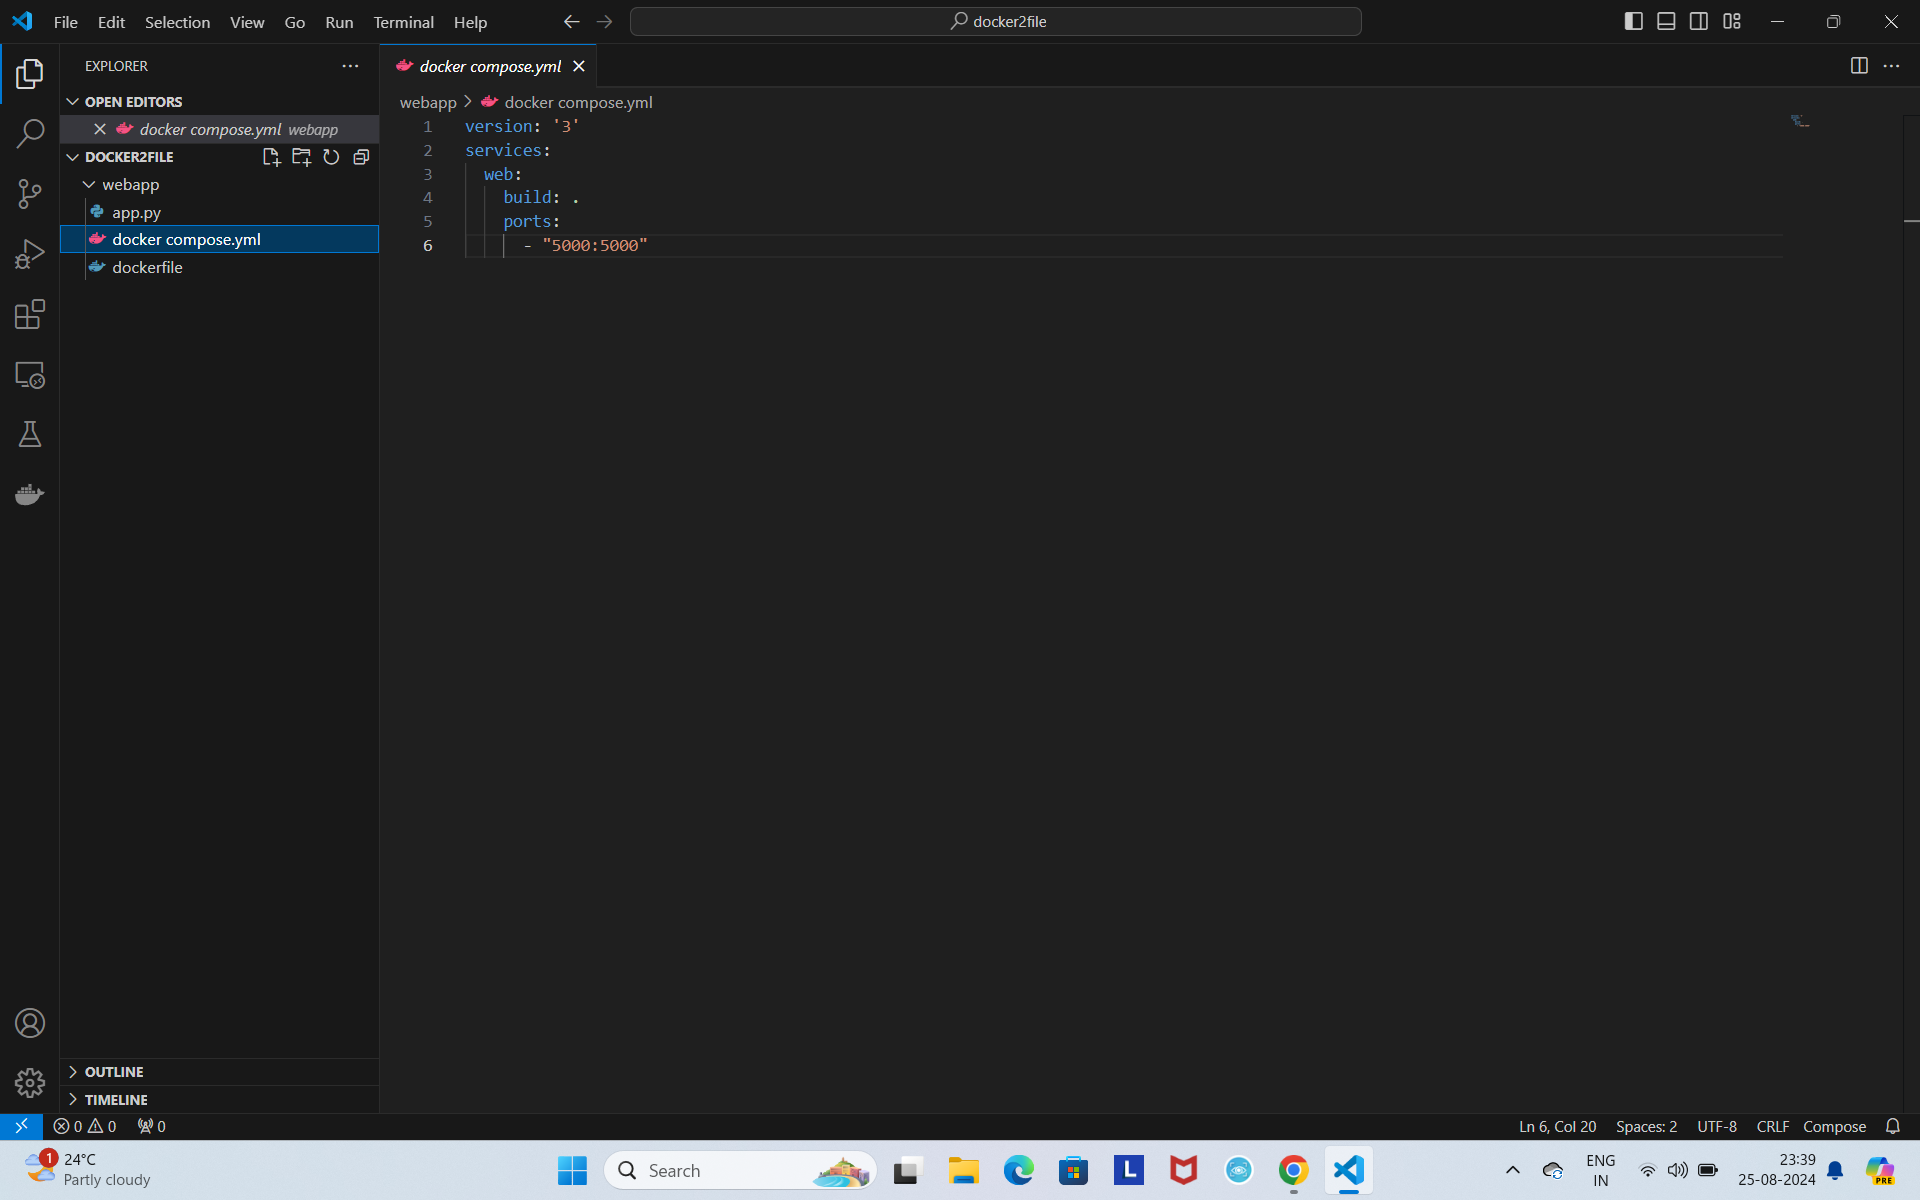 File Edit Selection View Go Run Terminal Help
docker2file
EXPLORER
OPEN EDITORS
docker compose.yml webapp
DOCKER2FILE
webapp
app.py
docker compose.yml
dockerfile
OUTLINE
TIMELINE
docker compose.yml
webapp > docker compose.yml
1 version: '3'
2 services:
3 web:
4 build: .
5 ports:
6 - "5000:5000"
0 0 0
Ln 6, Col 20 Spaces: 2 UTF-8 CRLF Compose
1
24°C
Partly cloudy
Search
L
PRE
ENG
IN
23:39
25-08-2024